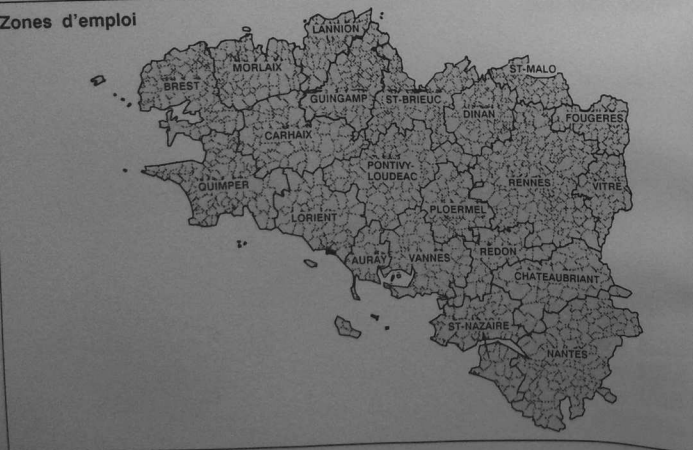 Zones d'emploi
LANNION
MORLAIX
ST-MALO
BREST
GUINGAMP
ST-BRIEUC
DINAN
FOUGERES
CARHAIX
PONTIVY-
LOUDEAC
QUIMPER
RENNES
VITRE
LORIENT
PLOERMEL
AURAY
VANNES
REDON
CHATEAUBRIANT
ST-NAZAIRE
NANTES